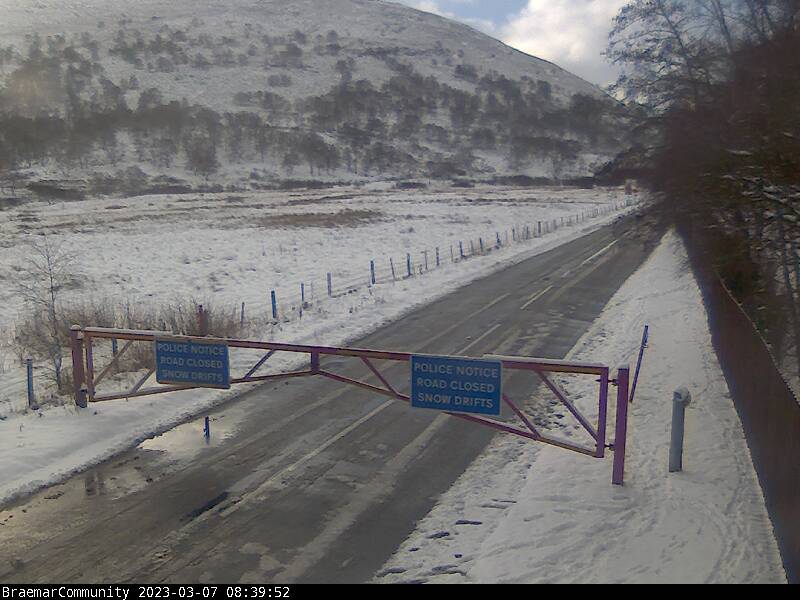 POLICE NOTICE
ROAD CLOSED
SNOW DRIFTS
POLICE NOTICE
ROAD CLOSED
SNOW DRIFTS
BraemarCommunity 2023-03-07 08:39:52